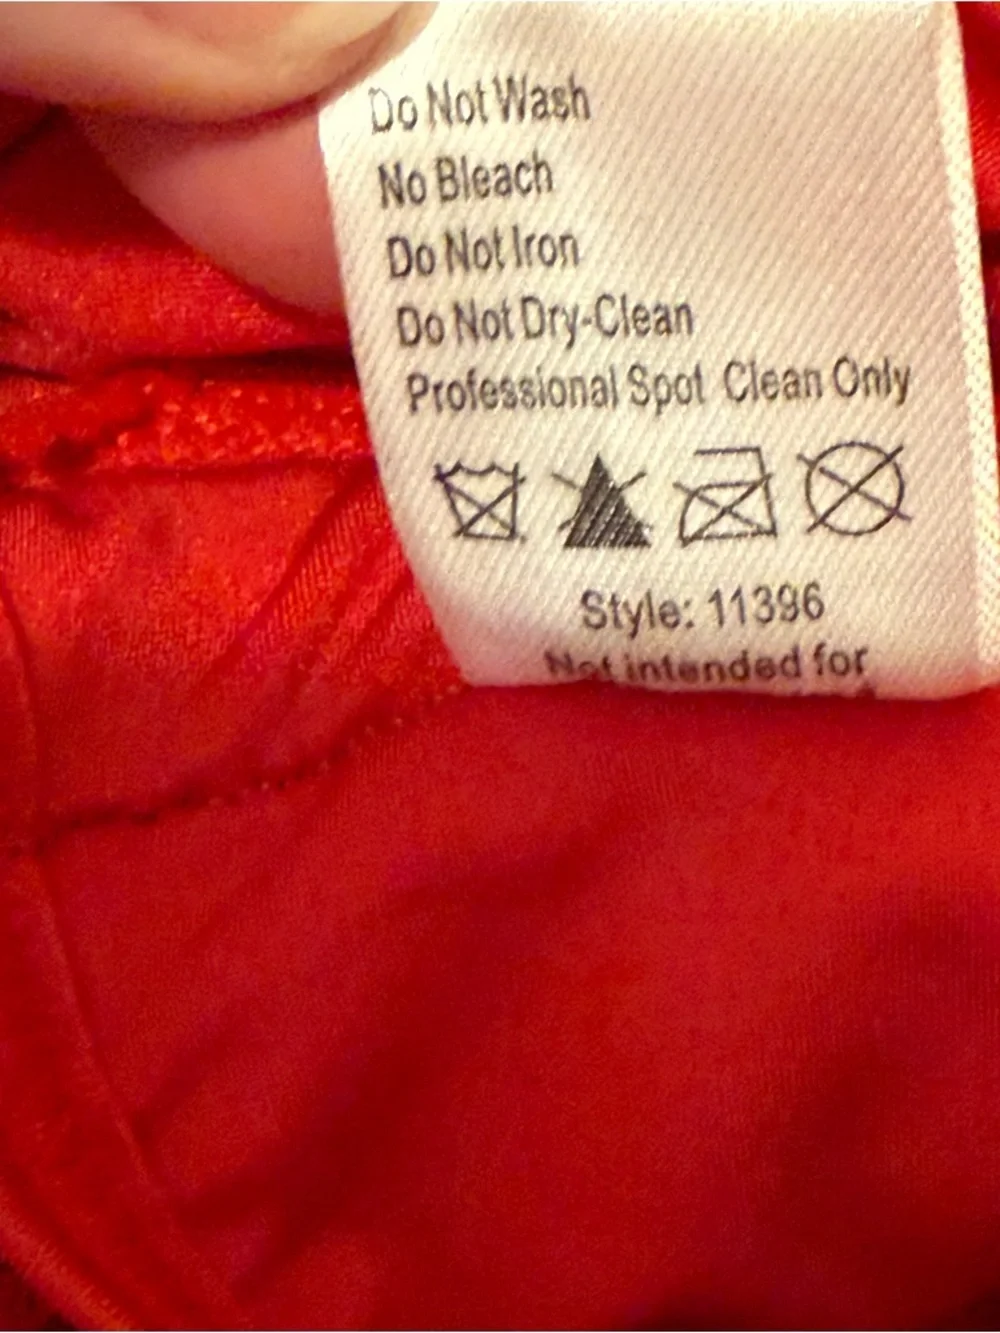 Do Not Wash
No Bleach
Do Not Iron
Do Not Dry-Clean
Professional Spot Clean Only
Style: 11396
Not intended for